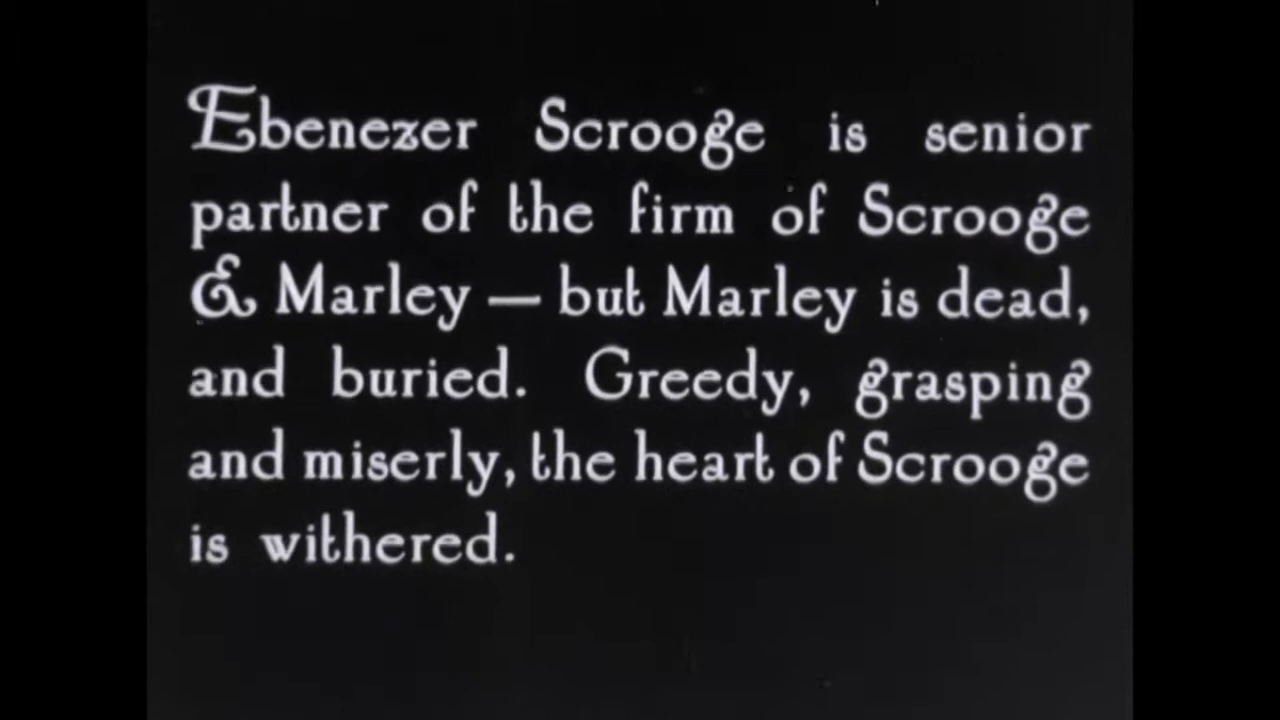 Ebenezer Scrooge is senior
partner of the firm of Scrooge
& Marley — but Marley is dead,
and buried. Greedy, grasping
and miserly, the heart of Scrooge
is withered.